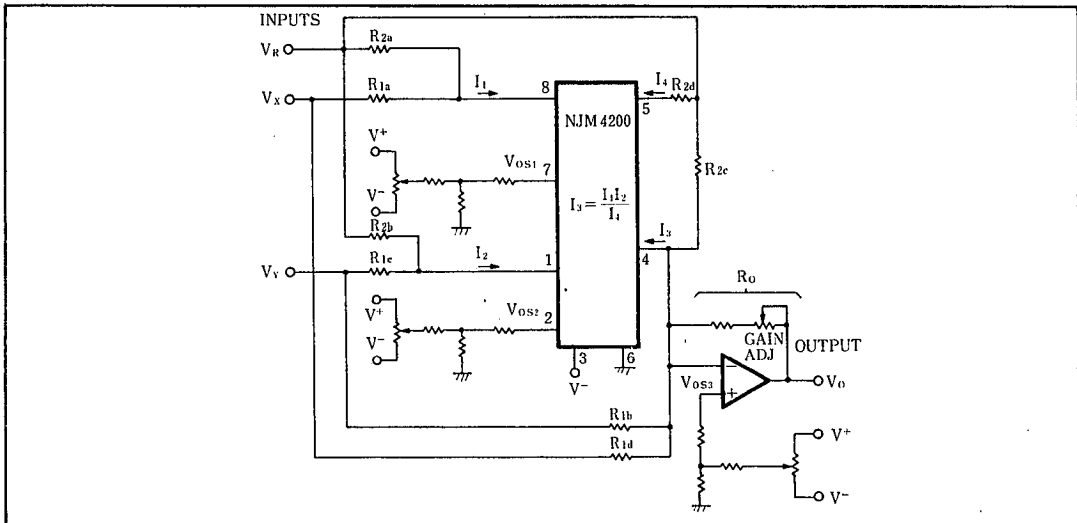 INPUTS
VR
R2a
VX
R1a
I1
8
NJM 4200
I4
R2d
5
V+
V-
VOS1
7
I3 = I1I2 / I4
R2c
R2b
I3
4
VY
R1c
I2
1
V+
V-
VOS2
2
3
V-
6
RO
GAIN
ADJ
OUTPUT
VOS3
-
+
VO
R1b
R1d
V+
V-